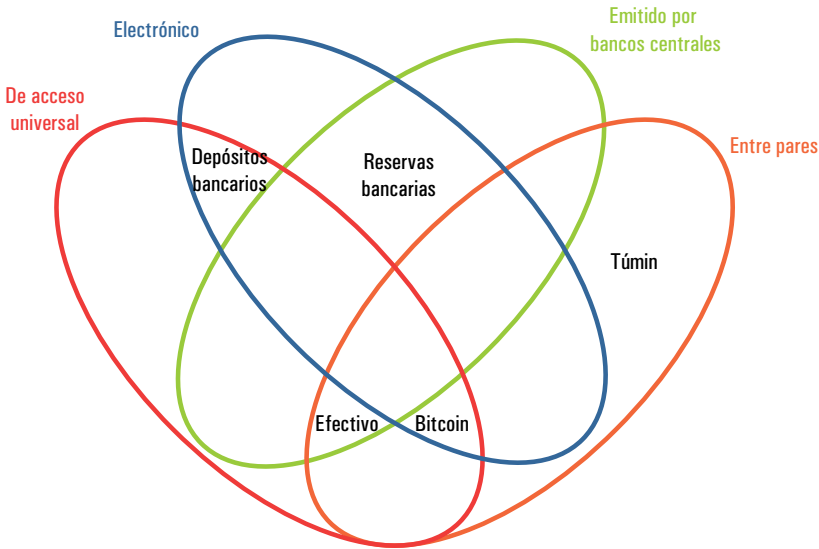 Emitido por
bancos centrales
Electrónico
De acceso
universal
Entre pares
Depósitos
bancarios
Reservas
bancarias
Túmin
Efectivo
Bitcoin